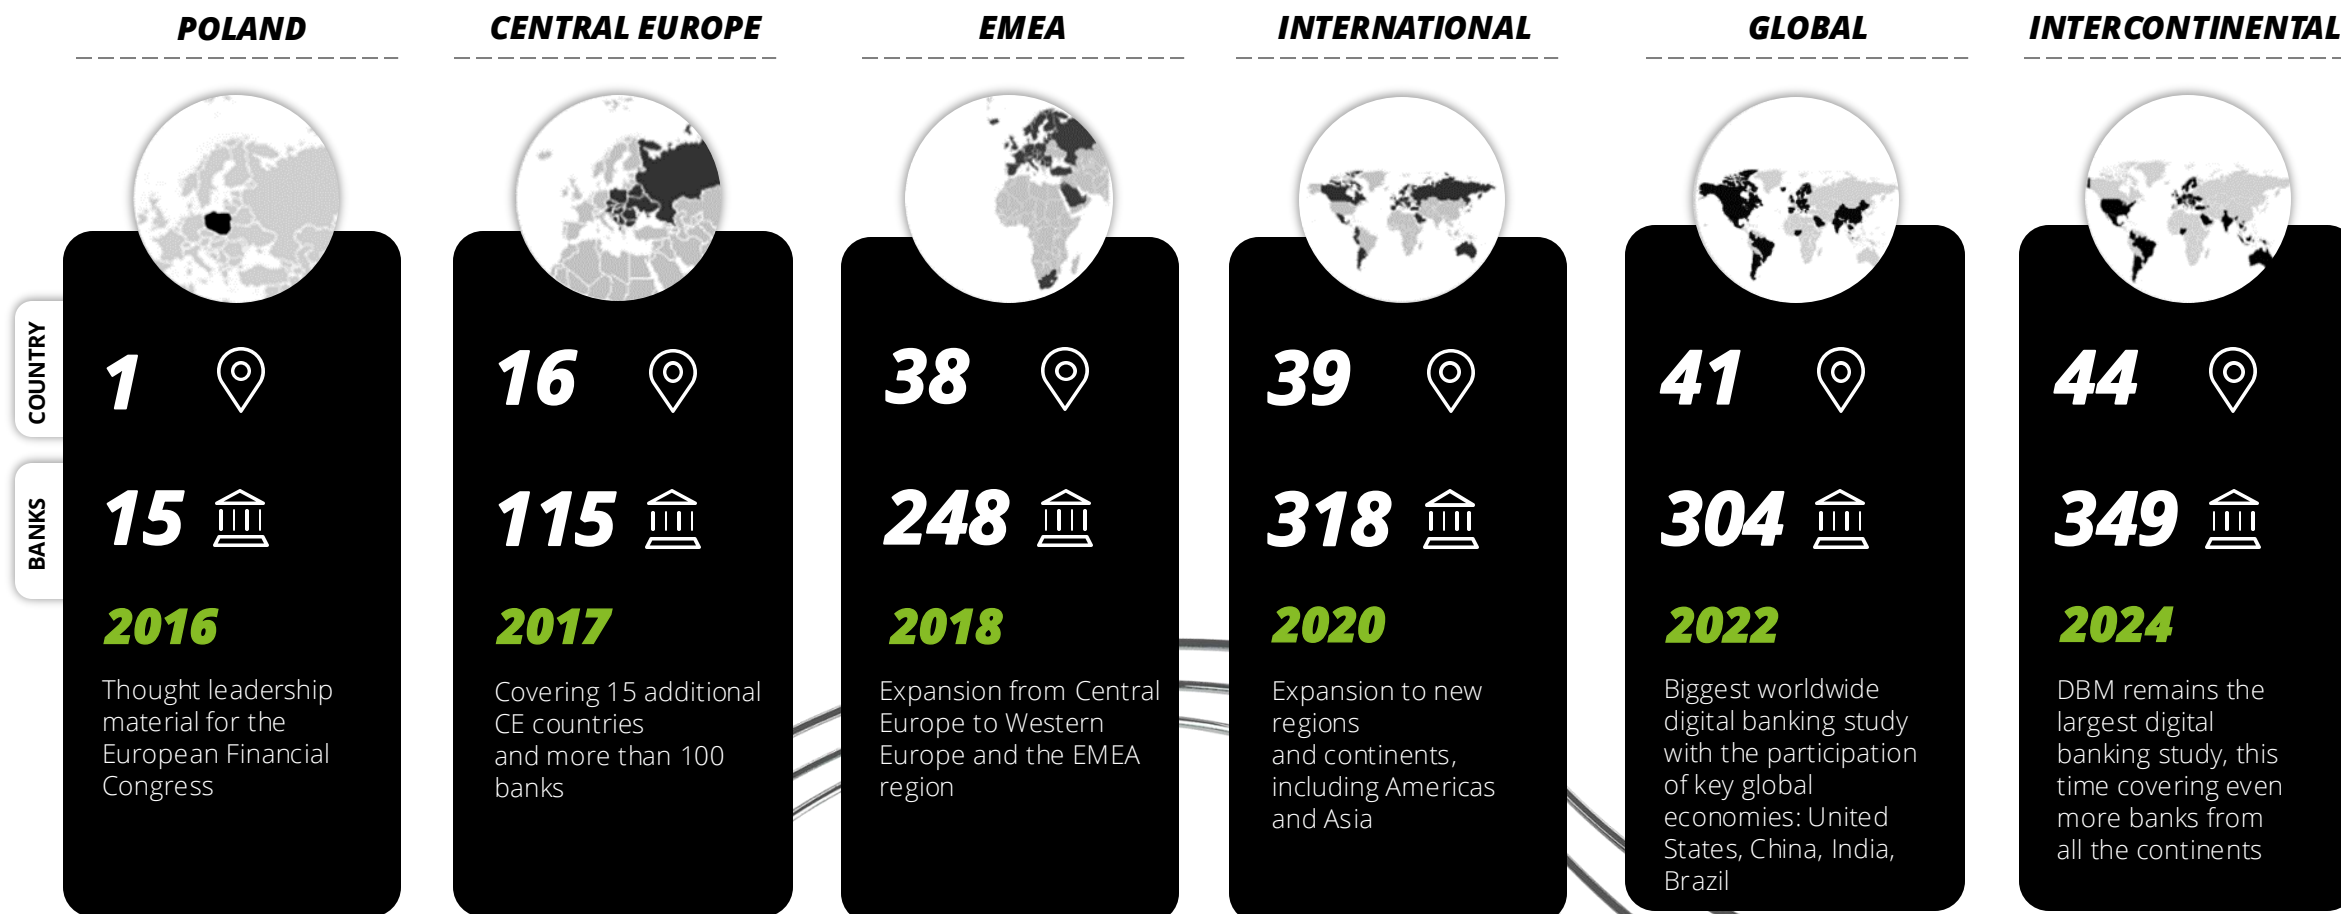 POLAND
CENTRAL EUROPE
EMEA
INTERNATIONAL
GLOBAL
INTERCONTINENTAL
COUNTRY
BANKS
1
15
2016
Thought leadership
material for the
European Financial
Congress
16
115
2017
Covering 15 additional
CE countries
and more than 100
banks
38
248
2018
Expansion from Central
Europe to Western
Europe and the EMEA
region
39
318
2020
Expansion to new
regions
and continents,
including Americas
and Asia
41
304
2022
Biggest worldwide
digital banking study
with the participation
of key global
economies: United
States, China, India,
Brazil
44
349
2024
DBM remains the
largest digital
banking study, this
time covering even
more banks from
all the continents